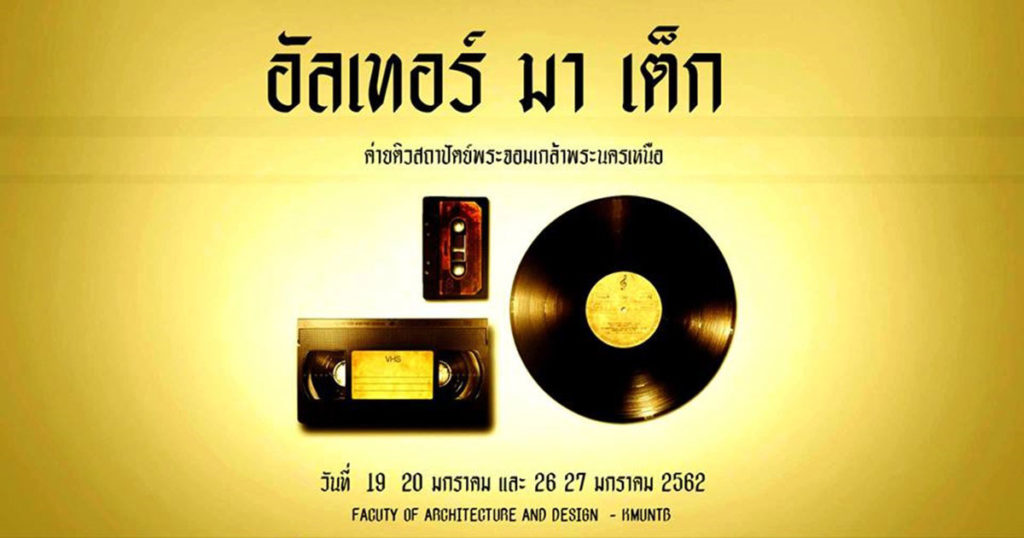 อัลเทอร์ มา เต็ก
ค่ายติวสถาปัตย์พระจอมเกล้าพระนครเหนือ
VHS
วันที่ 19 20 มกราคม และ 26 27 มกราคม 2562
FACUTY OF ARCHITECTURE AND DESIGN - KMUNTB